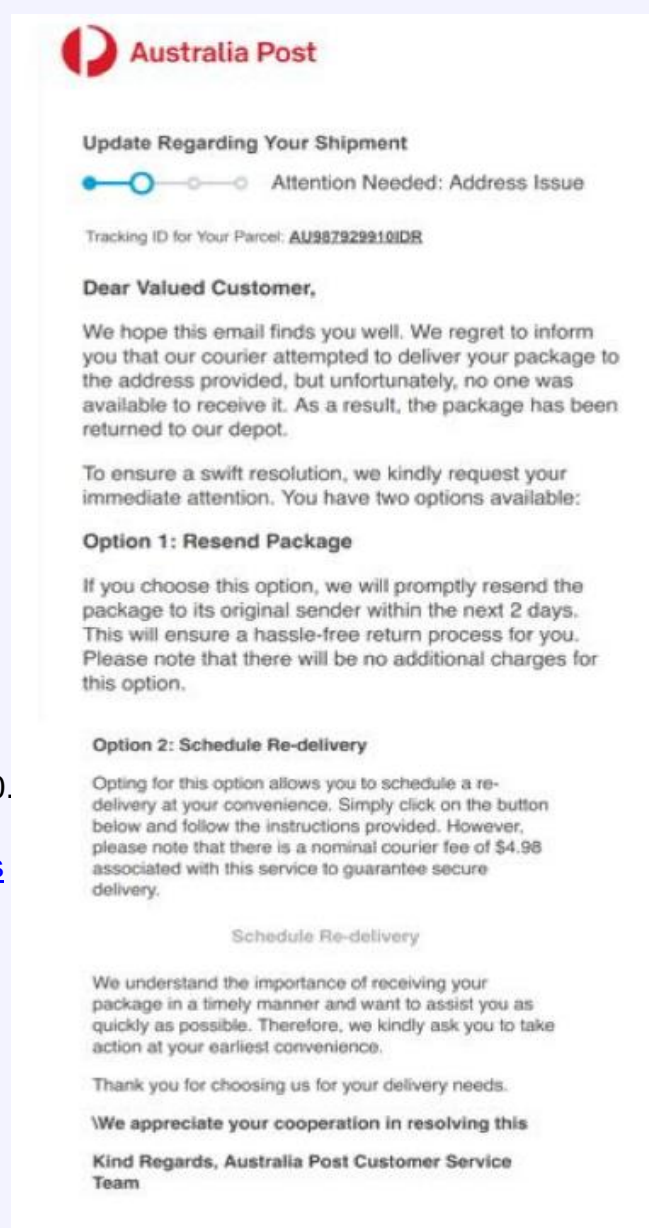 Australia Post
Update Regarding Your Shipment
Attention Needed: Address Issue
Tracking ID for Your Parcel: AU987929910IDR
Dear Valued Customer,
We hope this email finds you well. We regret to inform
you that our courier attempted to deliver your package to
the address provided, but unfortunately, no one was
available to receive it. As a result, the package has been
returned to our depot.
To ensure a swift resolution, we kindly request your
immediate attention. You have two options available:
Option 1: Resend Package
If you choose this option, we will promptly resend the
package to its original sender within the next 2 days.
This will ensure a hassle-free return process for you.
Please note that there will be no additional charges for
this option.
Option 2: Schedule Re-delivery
Opting for this option allows you to schedule a re-
delivery at your convenience. Simply click on the button
below and follow the instructions provided. However,
please note that there is a nominal courier fee of $4.98
associated with this service to guarantee secure
delivery.
Schedule Re-delivery
We understand the importance of receiving your
package in a timely manner and want to assist you as
quickly as possible. Therefore, we kindly ask you to take
action at your earliest convenience.
Thank you for choosing us for your delivery needs.
\We appreciate your cooperation in resolving this
Kind Regards, Australia Post Customer Service
Team